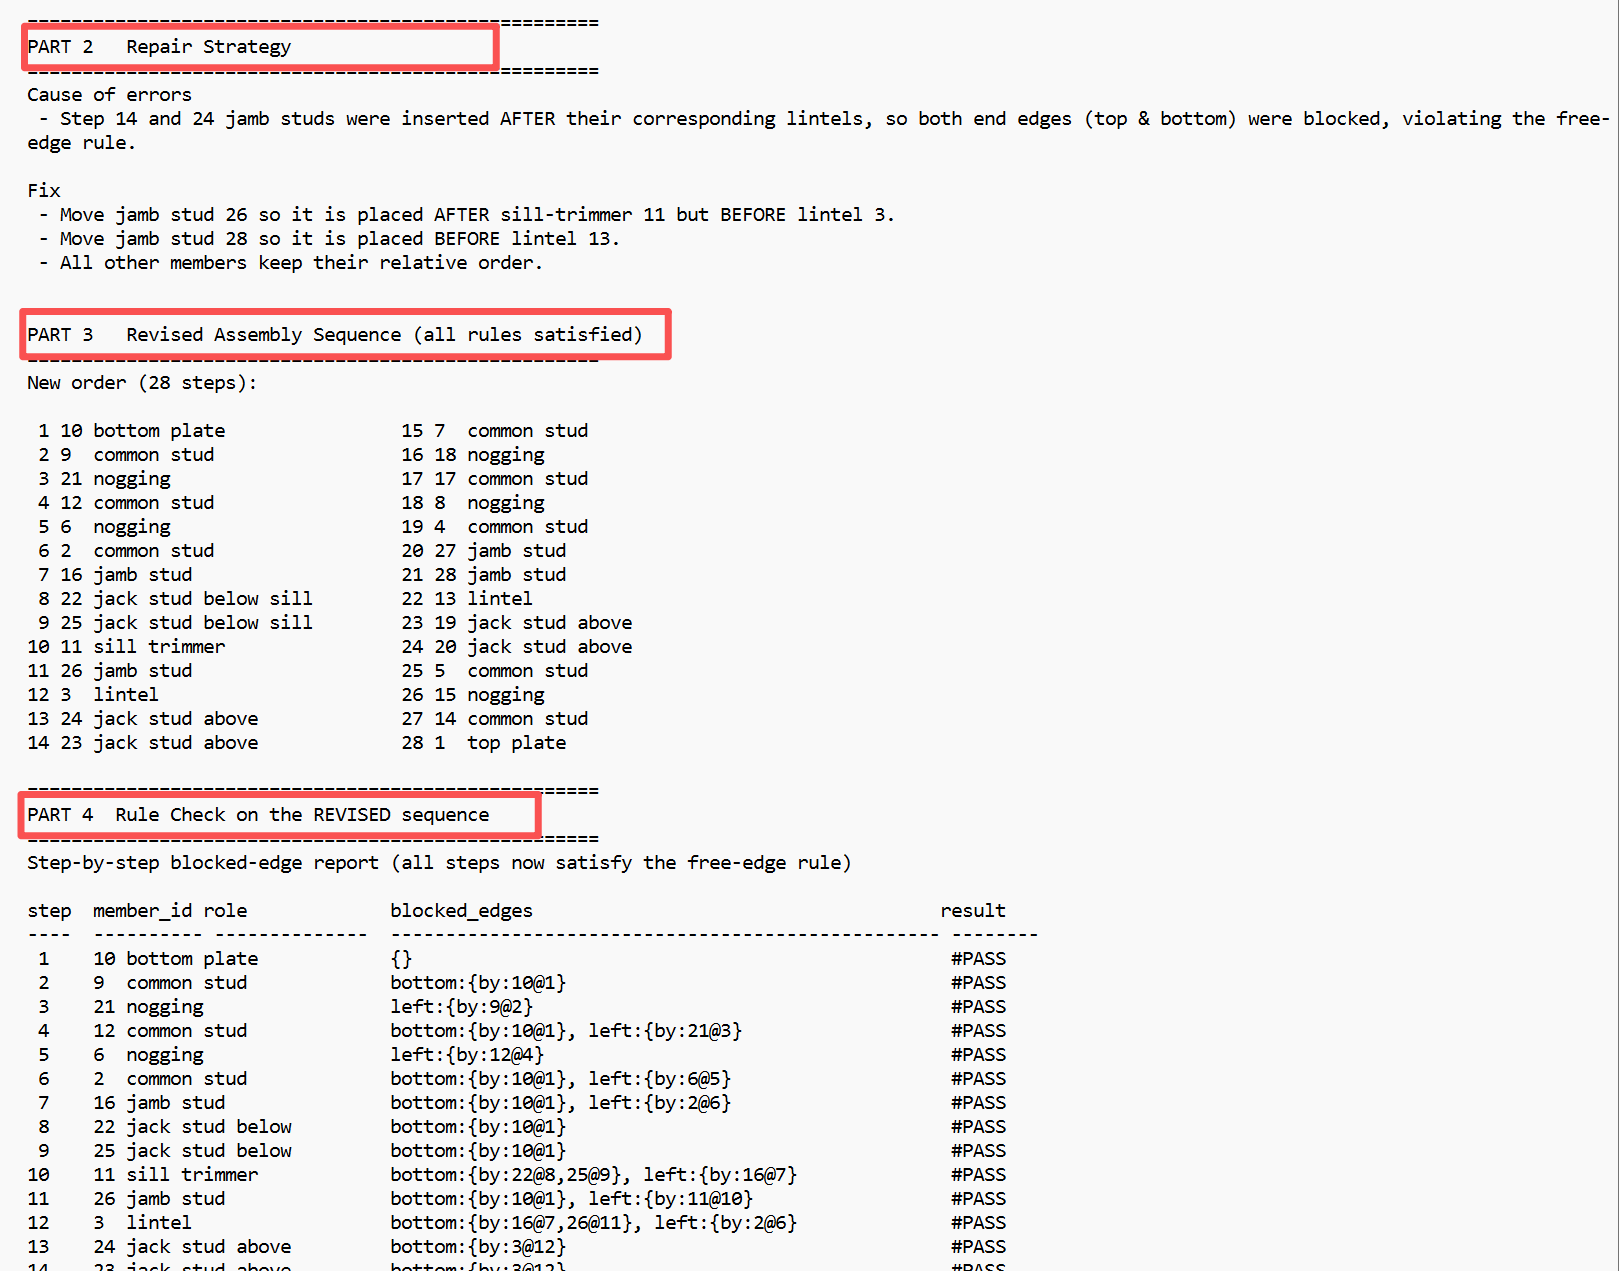 ====================================================
PART 2   Repair Strategy
====================================================
Cause of errors
 - Step 14 and 24 jamb studs were inserted AFTER their corresponding lintels, so both end edges (top & bottom) were blocked, violating the free-
edge rule.

Fix
 - Move jamb stud 26 so it is placed AFTER sill-trimmer 11 but BEFORE lintel 3.
 - Move jamb stud 28 so it is placed BEFORE lintel 13.
 - All other members keep their relative order.

PART 3   Revised Assembly Sequence (all rules satisfied)
----------------------------------------------------
New order (28 steps):

 1 10 bottom plate                15 7  common stud
 2 9  common stud                 16 18 nogging
 3 21 nogging                     17 17 common stud
 4 12 common stud                 18 8  nogging
 5 6  nogging                     19 4  common stud
 6 2  common stud                 20 27 jamb stud
 7 16 jamb stud                   21 28 jamb stud
 8 22 jack stud below sill        22 13 lintel
 9 25 jack stud below sill        23 19 jack stud above
10 11 sill trimmer                24 20 jack stud above
11 26 jamb stud                   25 5  common stud
12 3  lintel                      26 15 nogging
13 24 jack stud above             27 14 common stud
14 23 jack stud above             28 1  top plate

====================================================
PART 4  Rule Check on the REVISED sequence
====================================================
Step-by-step blocked-edge report (all steps now satisfy the free-edge rule)

step  member_id role             blocked_edges                                     result
----  ---------- --------------  -------------------------------------------------- --------
 1    10 bottom plate            {}                                                 #PASS
 2    9  common stud             bottom:{by:10@1}                                   #PASS
 3    21 nogging                 left:{by:9@2}                                      #PASS
 4    12 common stud             bottom:{by:10@1}, left:{by:21@3}                   #PASS
 5    6  nogging                 left:{by:12@4}                                     #PASS
 6    2  common stud             bottom:{by:10@1}, left:{by:6@5}                    #PASS
 7    16 jamb stud               bottom:{by:10@1}, left:{by:2@6}                    #PASS
 8    22 jack stud below         bottom:{by:10@1}                                   #PASS
 9    25 jack stud below         bottom:{by:10@1}                                   #PASS
10    11 sill trimmer            bottom:{by:22@8,25@9}, left:{by:16@7}              #PASS
11    26 jamb stud               bottom:{by:10@1}, left:{by:11@10}                  #PASS
12    3  lintel                  bottom:{by:16@7,26@11}, left:{by:2@6}              #PASS
13    24 jack stud above         bottom:{by:3@12}                                   #PASS
14    23 jack stud above         bottom:{by:3@12}                                   #PASS